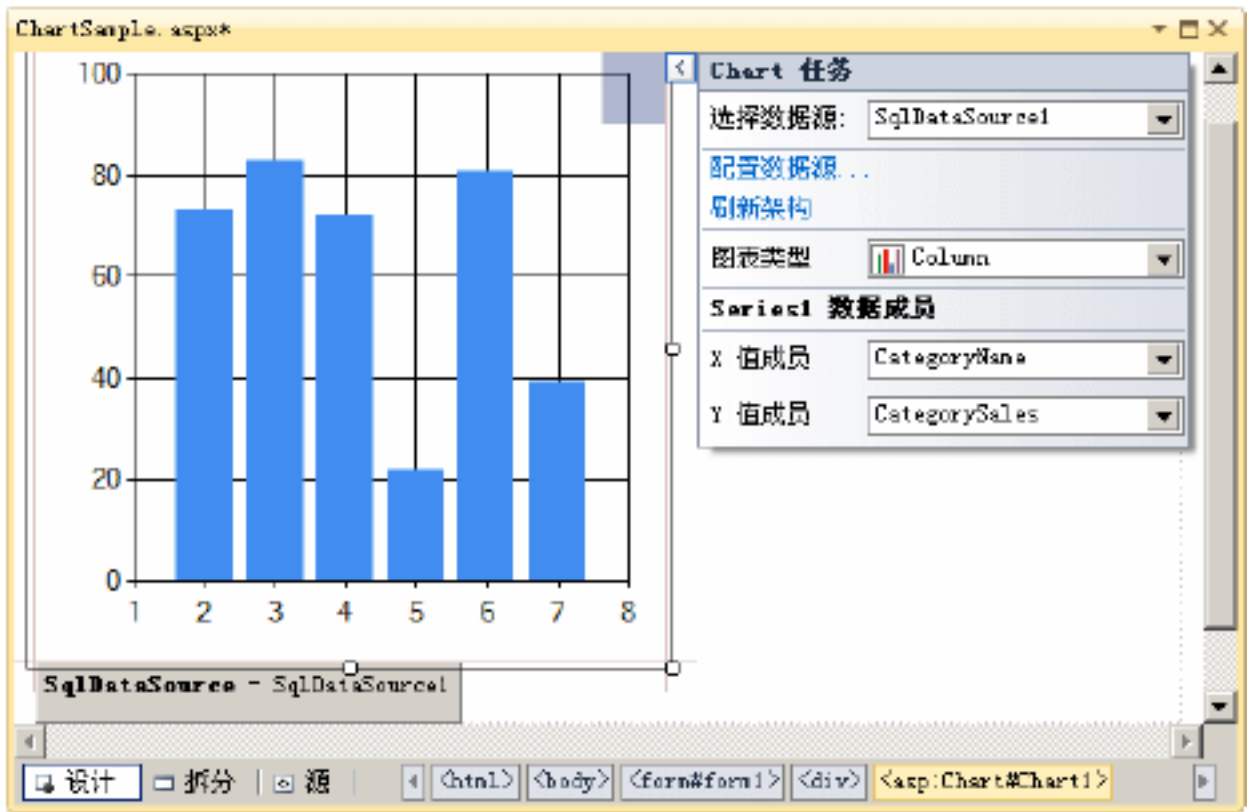 ChartSample.aspx*
100
80
60
40
20
0
1 2 3 4 5 6 7 8
Chart 任务
选择数据源: SqlDataSource1
配置数据源...
刷新架构
图表类型 Column
Series1 数据成员
X 值成员 CategoryName
Y 值成员 CategorySales
SqlDataSource - SqlDataSource1
设计 拆分 源 <html> <body> <form#form1> <div> <asp:Chart#Chart1>